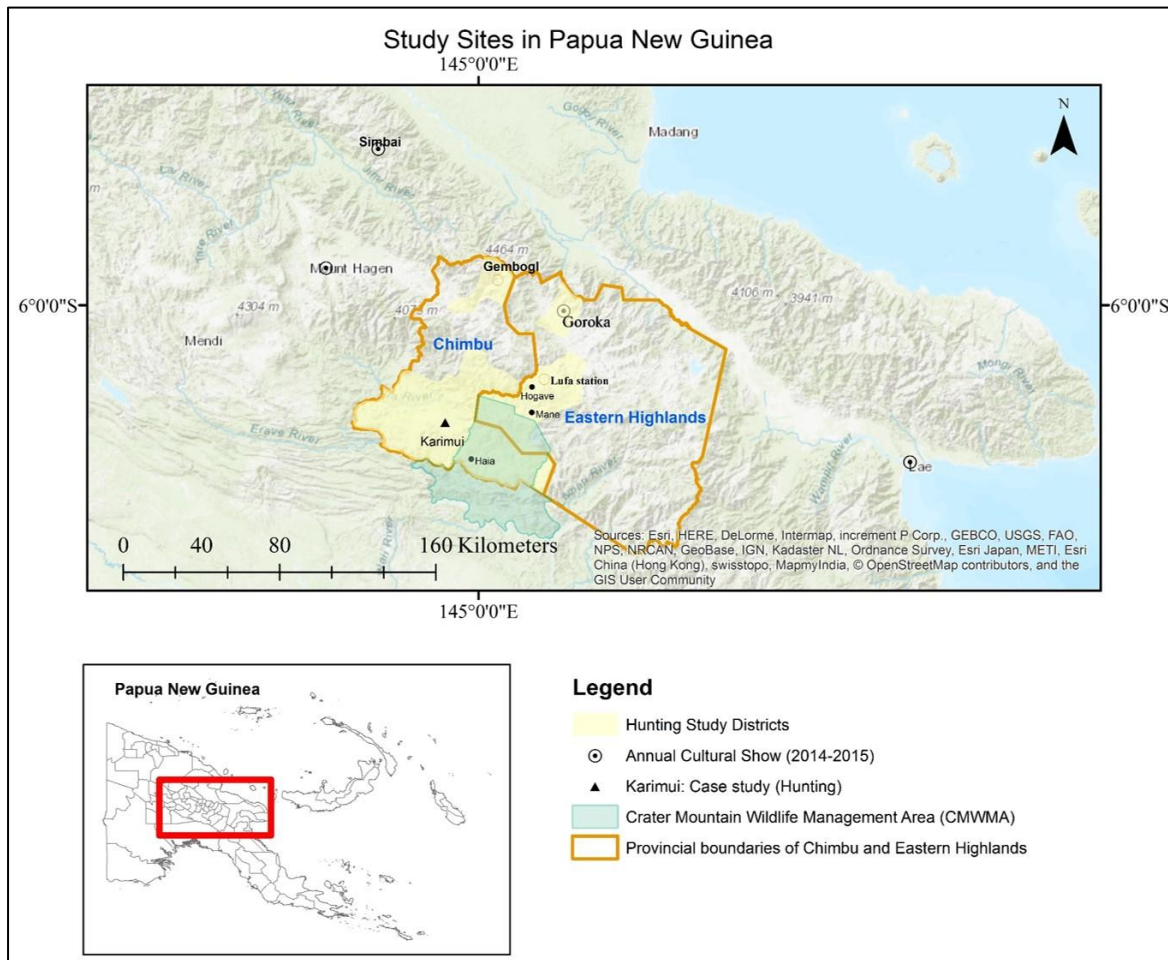 Study Sites in Papua New Guinea
145°0'0"E
N
Madang
Simbai
Jimi River
4464 m
Gembogl
Mount Hagen
6°0'0"S
6°0'0"S
4304 m
Goroka
4106 m
3941 m
Mendi
Chimbu
Lufa station
Hogave
Eastern Highlands
Mane
Karimui
Erave River
Haia
Lae
0 40 80 160 Kilometers
Sources: Esri, HERE, DeLorme, Intermap, increment P Corp., GEBCO, USGS, FAO,
NPS, NRCAN, GeoBase, IGN, Kadaster NL, Ordnance Survey, Esri Japan, METI, Esri
China (Hong Kong), swisstopo, MapmyIndia, © OpenStreetMap contributors, and the
GIS User Community
145°0'0"E
Papua New Guinea
Legend
Hunting Study Districts
Annual Cultural Show (2014-2015)
Karimui: Case study (Hunting)
Crater Mountain Wildlife Management Area (CMWMA)
Provincial boundaries of Chimbu and Eastern Highlands